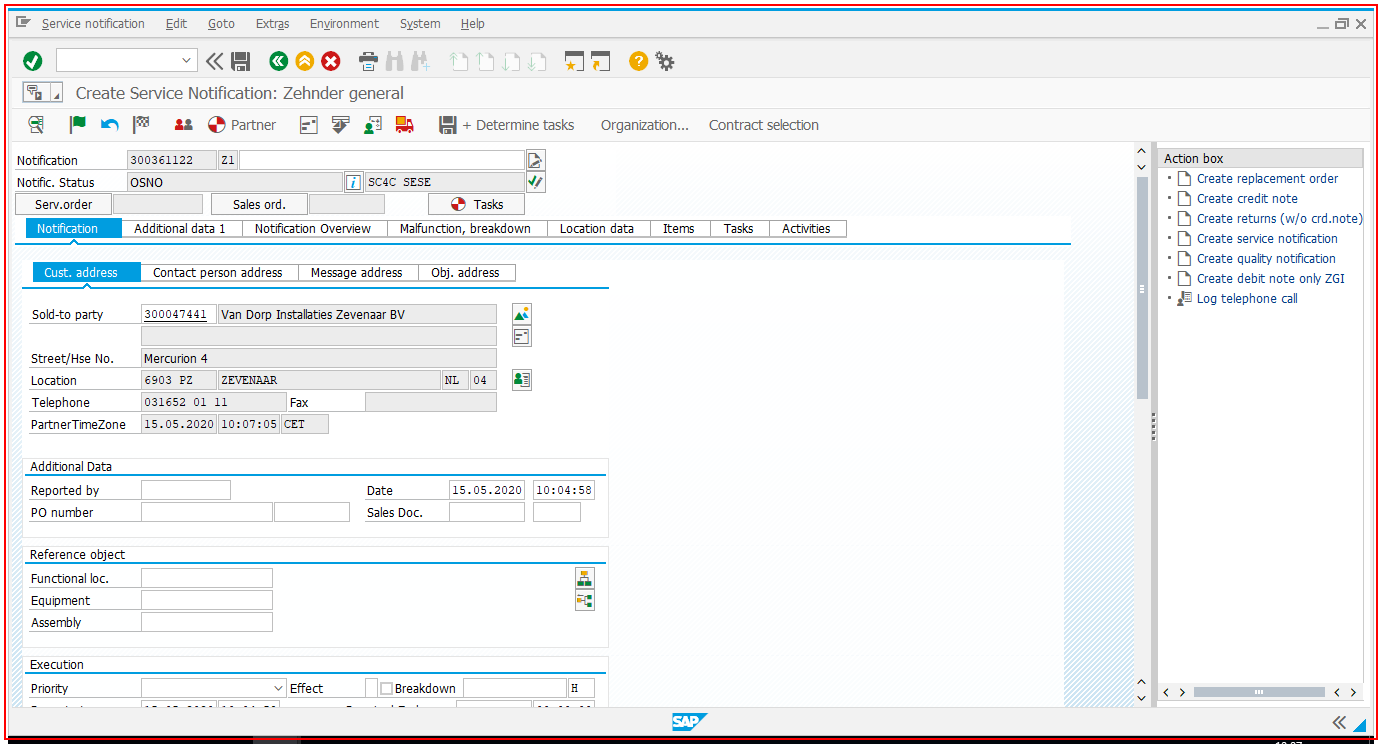 Service notification Edit Goto Extras Environment System Help
Create Service Notification: Zehnder general
Partner + Determine tasks Organization... Contract selection
Notification 300361122 Z1
Notific. Status OSNO SC4C SESE
Serv.order Sales ord. Tasks
Notification Additional data 1 Notification Overview Malfunction, breakdown Location data Items Tasks Activities
Cust. address Contact person address Message address Obj. address
Sold-to party 300047441 Van Dorp Installaties Zevenaar BV
Street/Hse No. Mercurion 4
Location 6903 PZ ZEVENAAR NL 04
Telephone 031652 01 11 Fax
PartnerTimeZone 15.05.2020 10:07:05 CET
Additional Data
Reported by Date 15.05.2020 10:04:58
PO number Sales Doc.
Reference object
Functional loc.
Equipment
Assembly
Execution
Priority Effect Breakdown H
Action box
Create replacement order
Create credit note
Create returns (w/o crd.note)
Create service notification
Create quality notification
Create debit note only ZGI
Log telephone call
SAP